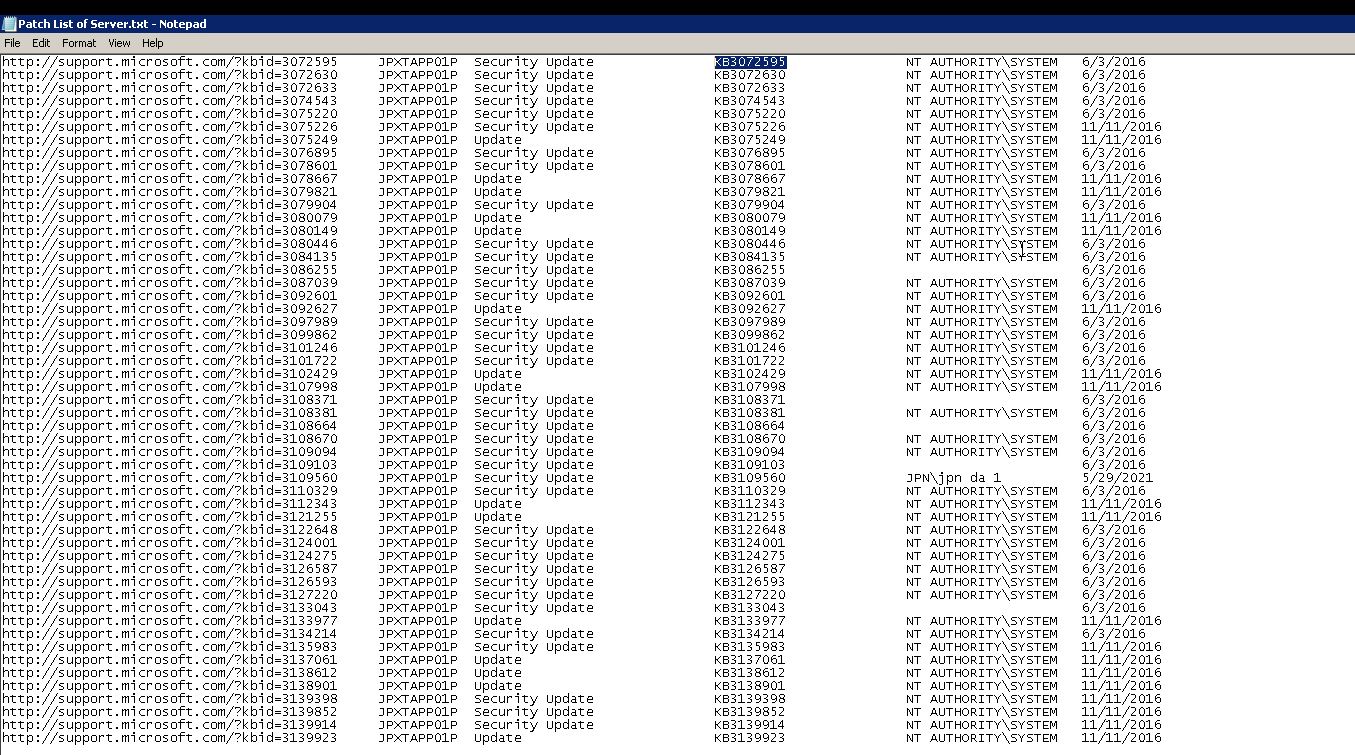 Patch List of Server.txt - Notepad
File Edit Format View Help
http://support.microsoft.com/?kbid=3072595 JPXTAPP01P Security Update KB3072595 NT AUTHORITY\SYSTEM 6/3/2016
http://support.microsoft.com/?kbid=3072630 JPXTAPP01P Security Update KB3072630 NT AUTHORITY\SYSTEM 6/3/2016
http://support.microsoft.com/?kbid=3072633 JPXTAPP01P Security Update KB3072633 NT AUTHORITY\SYSTEM 6/3/2016
http://support.microsoft.com/?kbid=3074543 JPXTAPP01P Security Update KB3074543 NT AUTHORITY\SYSTEM 6/3/2016
http://support.microsoft.com/?kbid=3075220 JPXTAPP01P Security Update KB3075220 NT AUTHORITY\SYSTEM 6/3/2016
http://support.microsoft.com/?kbid=3075226 JPXTAPP01P Security Update KB3075226 NT AUTHORITY\SYSTEM 11/11/2016
http://support.microsoft.com/?kbid=3075249 JPXTAPP01P Update KB3075249 NT AUTHORITY\SYSTEM 11/11/2016
http://support.microsoft.com/?kbid=3076895 JPXTAPP01P Security Update KB3076895 NT AUTHORITY\SYSTEM 6/3/2016
http://support.microsoft.com/?kbid=3078601 JPXTAPP01P Security Update KB3078601 NT AUTHORITY\SYSTEM 6/3/2016
http://support.microsoft.com/?kbid=3078667 JPXTAPP01P Update KB3078667 NT AUTHORITY\SYSTEM 11/11/2016
http://support.microsoft.com/?kbid=3079821 JPXTAPP01P Update KB3079821 NT AUTHORITY\SYSTEM 11/11/2016
http://support.microsoft.com/?kbid=3079904 JPXTAPP01P Security Update KB3079904 NT AUTHORITY\SYSTEM 6/3/2016
http://support.microsoft.com/?kbid=3080079 JPXTAPP01P Update KB3080079 NT AUTHORITY\SYSTEM 11/11/2016
http://support.microsoft.com/?kbid=3080149 JPXTAPP01P Update KB3080149 NT AUTHORITY\SYSTEM 11/11/2016
http://support.microsoft.com/?kbid=3080446 JPXTAPP01P Security Update KB3080446 NT AUTHORITY\SYSTEM 6/3/2016
http://support.microsoft.com/?kbid=3084135 JPXTAPP01P Security Update KB3084135 NT AUTHORITY\SYSTEM 6/3/2016
http://support.microsoft.com/?kbid=3086255 JPXTAPP01P Security Update KB3086255 6/3/2016
http://support.microsoft.com/?kbid=3087039 JPXTAPP01P Security Update KB3087039 NT AUTHORITY\SYSTEM 6/3/2016
http://support.microsoft.com/?kbid=3092601 JPXTAPP01P Security Update KB3092601 NT AUTHORITY\SYSTEM 6/3/2016
http://support.microsoft.com/?kbid=3092627 JPXTAPP01P Update KB3092627 NT AUTHORITY\SYSTEM 11/11/2016
http://support.microsoft.com/?kbid=3097989 JPXTAPP01P Security Update KB3097989 NT AUTHORITY\SYSTEM 6/3/2016
http://support.microsoft.com/?kbid=3099862 JPXTAPP01P Security Update KB3099862 NT AUTHORITY\SYSTEM 6/3/2016
http://support.microsoft.com/?kbid=3101246 JPXTAPP01P Security Update KB3101246 NT AUTHORITY\SYSTEM 6/3/2016
http://support.microsoft.com/?kbid=3101722 JPXTAPP01P Security Update KB3101722 NT AUTHORITY\SYSTEM 6/3/2016
http://support.microsoft.com/?kbid=3102429 JPXTAPP01P Update KB3102429 NT AUTHORITY\SYSTEM 11/11/2016
http://support.microsoft.com/?kbid=3107998 JPXTAPP01P Update KB3107998 NT AUTHORITY\SYSTEM 11/11/2016
http://support.microsoft.com/?kbid=3108371 JPXTAPP01P Security Update KB3108371 6/3/2016
http://support.microsoft.com/?kbid=3108381 JPXTAPP01P Security Update KB3108381 NT AUTHORITY\SYSTEM 6/3/2016
http://support.microsoft.com/?kbid=3108664 JPXTAPP01P Security Update KB3108664 6/3/2016
http://support.microsoft.com/?kbid=3108670 JPXTAPP01P Security Update KB3108670 NT AUTHORITY\SYSTEM 6/3/2016
http://support.microsoft.com/?kbid=3109094 JPXTAPP01P Security Update KB3109094 NT AUTHORITY\SYSTEM 6/3/2016
http://support.microsoft.com/?kbid=3109103 JPXTAPP01P Security Update KB3109103 6/3/2016
http://support.microsoft.com/?kbid=3109560 JPXTAPP01P Security Update KB3109560 JPN\jpn da 1 5/29/2021
http://support.microsoft.com/?kbid=3110329 JPXTAPP01P Security Update KB3110329 NT AUTHORITY\SYSTEM 6/3/2016
http://support.microsoft.com/?kbid=3112343 JPXTAPP01P Update KB3112343 NT AUTHORITY\SYSTEM 11/11/2016
http://support.microsoft.com/?kbid=3121255 JPXTAPP01P Update KB3121255 NT AUTHORITY\SYSTEM 11/11/2016
http://support.microsoft.com/?kbid=3122648 JPXTAPP01P Security Update KB3122648 NT AUTHORITY\SYSTEM 6/3/2016
http://support.microsoft.com/?kbid=3124001 JPXTAPP01P Security Update KB3124001 NT AUTHORITY\SYSTEM 6/3/2016
http://support.microsoft.com/?kbid=3124275 JPXTAPP01P Security Update KB3124275 NT AUTHORITY\SYSTEM 6/3/2016
http://support.microsoft.com/?kbid=3126587 JPXTAPP01P Security Update KB3126587 NT AUTHORITY\SYSTEM 6/3/2016
http://support.microsoft.com/?kbid=3126593 JPXTAPP01P Security Update KB3126593 NT AUTHORITY\SYSTEM 6/3/2016
http://support.microsoft.com/?kbid=3127220 JPXTAPP01P Security Update KB3127220 NT AUTHORITY\SYSTEM 6/3/2016
http://support.microsoft.com/?kbid=3133043 JPXTAPP01P Security Update KB3133043 6/3/2016
http://support.microsoft.com/?kbid=3133977 JPXTAPP01P Update KB3133977 NT AUTHORITY\SYSTEM 11/11/2016
http://support.microsoft.com/?kbid=3134214 JPXTAPP01P Security Update KB3134214 NT AUTHORITY\SYSTEM 6/3/2016
http://support.microsoft.com/?kbid=3135983 JPXTAPP01P Security Update KB3135983 NT AUTHORITY\SYSTEM 11/11/2016
http://support.microsoft.com/?kbid=3137061 JPXTAPP01P Update KB3137061 NT AUTHORITY\SYSTEM 11/11/2016
http://support.microsoft.com/?kbid=3138612 JPXTAPP01P Update KB3138612 NT AUTHORITY\SYSTEM 11/11/2016
http://support.microsoft.com/?kbid=3138901 JPXTAPP01P Update KB3138901 NT AUTHORITY\SYSTEM 11/11/2016
http://support.microsoft.com/?kbid=3139398 JPXTAPP01P Security Update KB3139398 NT AUTHORITY\SYSTEM 11/11/2016
http://support.microsoft.com/?kbid=3139852 JPXTAPP01P Security Update KB3139852 NT AUTHORITY\SYSTEM 11/11/2016
http://support.microsoft.com/?kbid=3139914 JPXTAPP01P Security Update KB3139914 NT AUTHORITY\SYSTEM 11/11/2016
http://support.microsoft.com/?kbid=3139923 JPXTAPP01P Update KB3139923 NT AUTHORITY\SYSTEM 11/11/2016